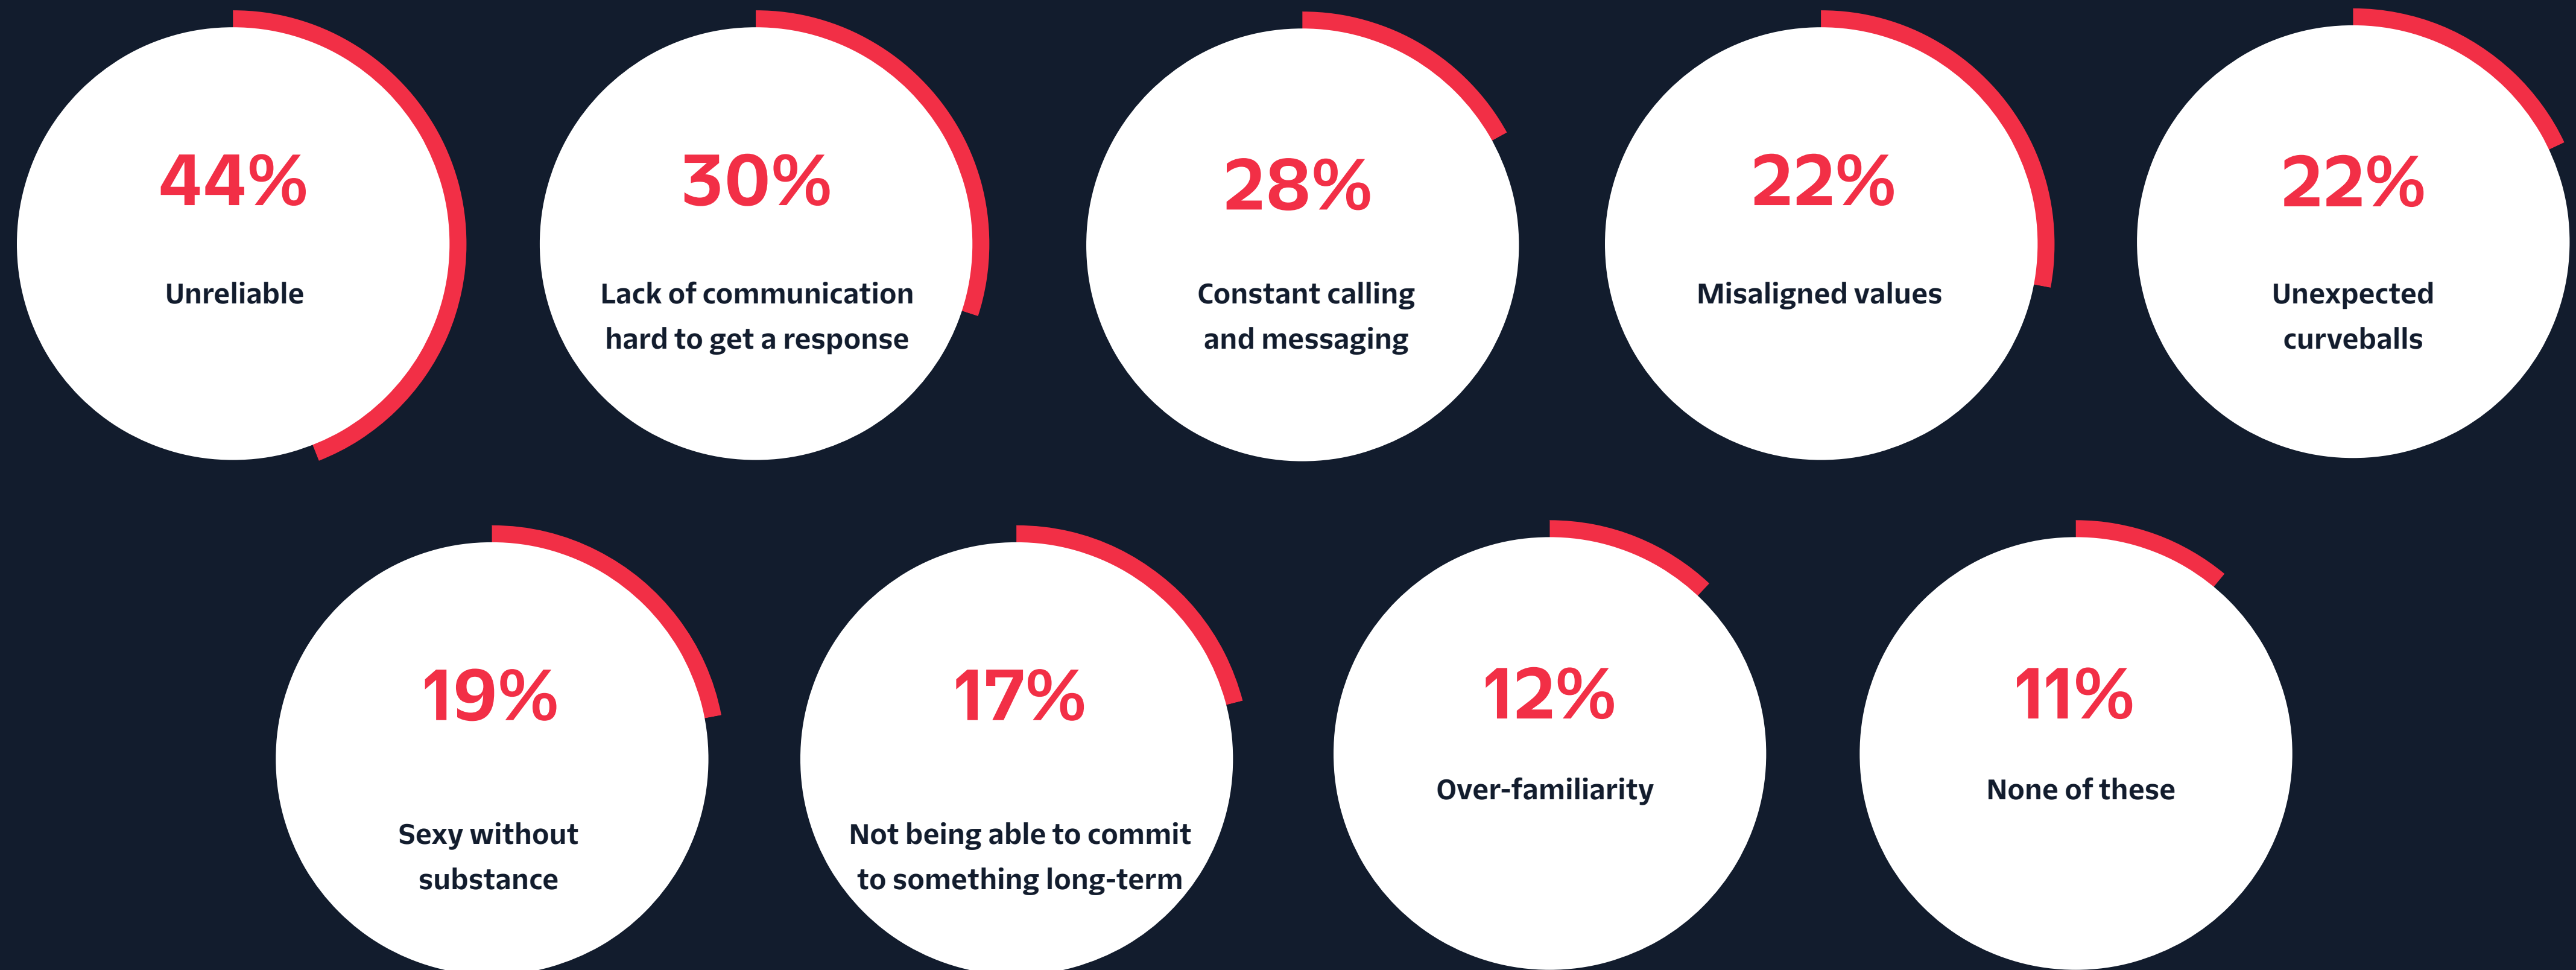 44%
Unreliable
30%
Lack of communication
hard to get a response
28%
Constant calling
and messaging
22%
Misaligned values
22%
Unexpected
curveballs
19%
Sexy without
substance
17%
Not being able to commit
to something long-term
12%
Over-familiarity
11%
None of these